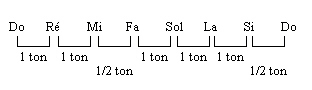 Do Ré Mi Fa Sol La Si Do
1 ton 1 ton 1 ton 1 ton 1 ton
1/2 ton 1/2 ton